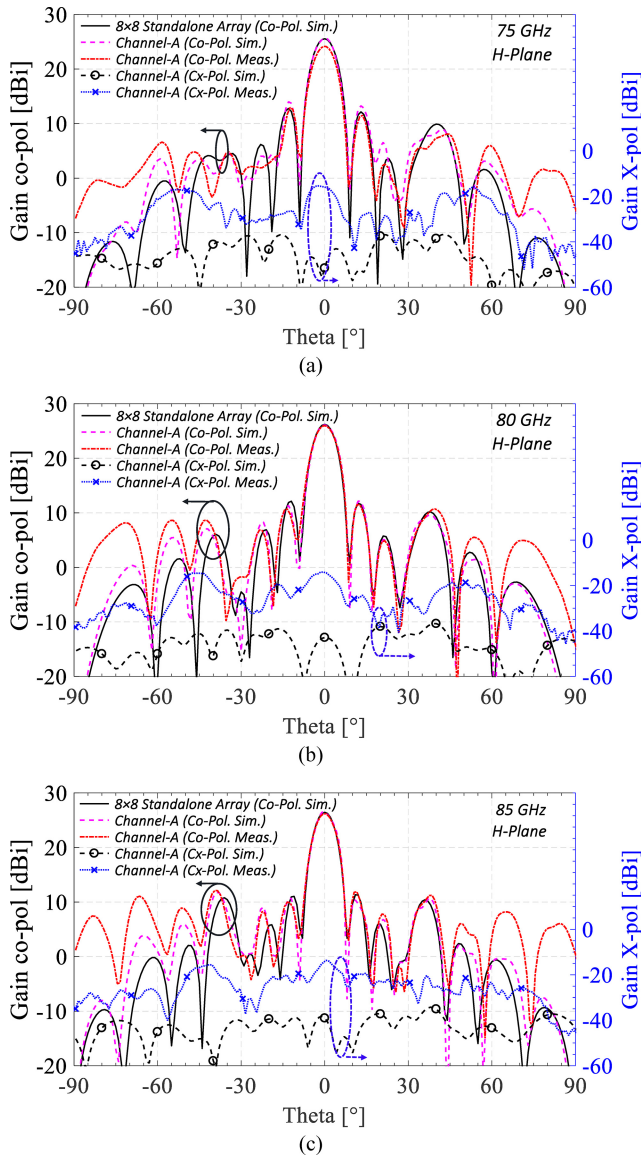 30
75 GHz
8×8 Standalone Array (Co-Pol. Sim.)
Channel-A (Co-Pol. Sim.)
H-Plane
Channel-A (Co-Pol. Meas.)
Channel-A (Cx-Pol. Sim.)
Channel-A (Cx-Pol. Meas.)
20
10
0
-10
-20
Gain co-pol [dBi]
0
-20
-40
-60
Gain X-pol [dBi]
-90 -60 -30 0 30 60 90
Theta [°]
(a)
30
80 GHz
8×8 Standalone Array (Co-Pol. Sim.)
Channel-A (Co-Pol. Sim.)
H-Plane
Channel-A (Co-Pol. Meas.)
Channel-A (Cx-Pol. Sim.)
Channel-A (Cx-Pol. Meas.)
20
10
0
-10
-20
Gain co-pol [dBi]
0
-20
-40
-60
Gain X-pol [dBi]
-90 -60 -30 0 30 60 90
Theta [°]
(b)
30
85 GHz
8×8 Standalone Array (Co-Pol. Sim.)
Channel-A (Co-Pol. Sim.)
H-Plane
Channel-A (Co-Pol. Meas.)
Channel-A (Cx-Pol. Sim.)
Channel-A (Cx-Pol. Meas.)
20
10
0
-10
-20
Gain co-pol [dBi]
0
-20
-40
-60
Gain X-pol [dBi]
-90 -60 -30 0 30 60 90
Theta [°]
(c)